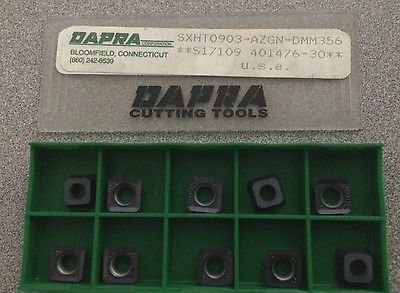 DAPRA
CORPORATION
BLOOMFIELD, CONNECTICUT
(860) 242-8539
SXHT0903-AZGN-DMM356
**S17109 401476-30**
u.s.a.
DAPRA
CUTTING TOOLS